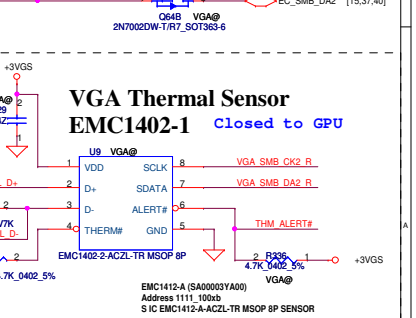 EC_SMB_DA2 [15,37,40]
Q64B VGA@
2N7002DW-T/R7_SOT363-6
+3VGS
VGA Thermal Sensor
EMC1402-1 Closed to GPU
U9 VGA@
1 VDD SCLK 8 VGA_SMB_CK2_R
D+ 2 D+ SDATA 7 VGA_SMB_DA2_R
3 D- ALERT# 6
4 THERM# GND 5 THM_ALERT#
EMC1402-2-ACZL-TR MSOP 8P
2 R336 1 +3VGS
4.7K_0402_5%
VGA@
4.7K_0402_5%
EMC1412-A (SA00003YA00)
Address 1111_100xb
S IC EMC1412-A-ACZL-TR MSOP 8P SENSOR
A